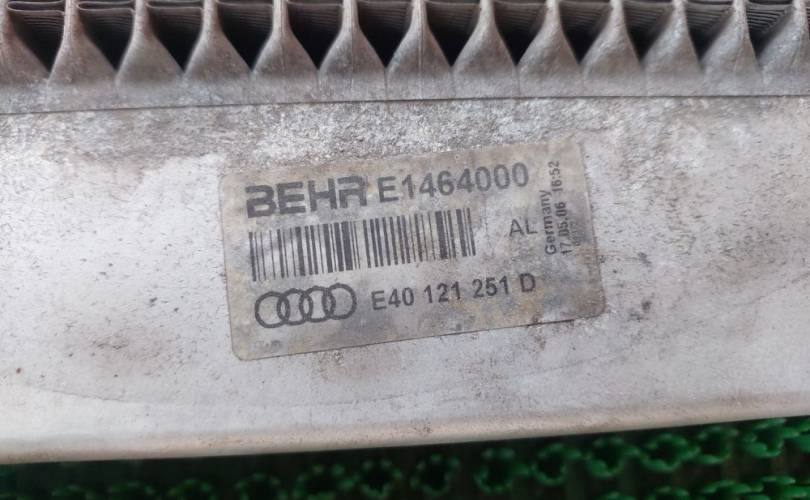 BEHR E1464000
AL
Germany
17.05.06 16:52
E40 121 251 D